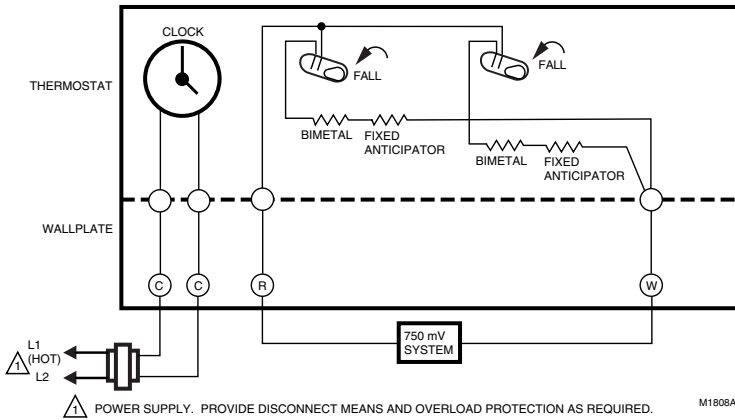 CLOCK
THERMOSTAT
FALL
FALL
BIMETAL
FIXED
ANTICIPATOR
BIMETAL
FIXED
ANTICIPATOR
WALLPLATE
C
C
R
W
750 mV
SYSTEM
L1
(HOT)
1
L2
1 POWER SUPPLY. PROVIDE DISCONNECT MEANS AND OVERLOAD PROTECTION AS REQUIRED.
M1808A